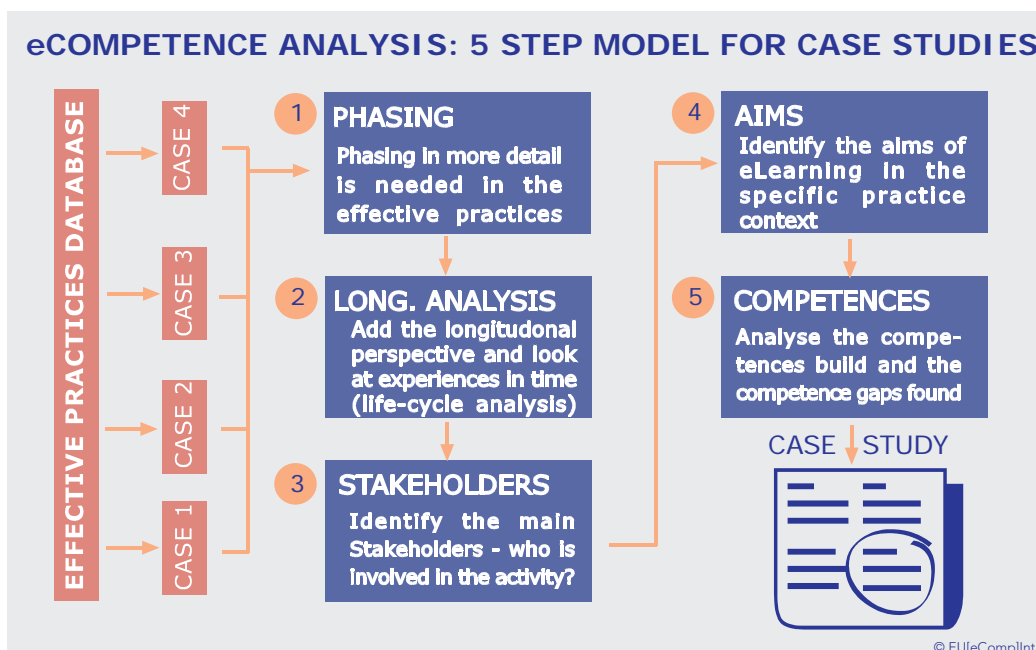 eCOMPETENCE ANALYSIS: 5 STEP MODEL FOR CASE STUDIES
EFFECTIVE PRACTICES DATABASE
CASE 4
CASE 3
CASE 2
CASE 1
1
PHASING
Phasing in more detail
is needed in the
effective practices
2
LONG. ANALYSIS
Add the longitudonal
perspective and look
at experiences in time
(life-cycle analysis)
3
STAKEHOLDERS
Identify the main
Stakeholders - who is
involved in the activity?
4
AIMS
Identify the aims of
eLearning in the
specific practice
context
5
COMPETENCES
Analyse the compe-
tences build and the
competence gaps found
CASE STUDY
© EU[eComp]Int